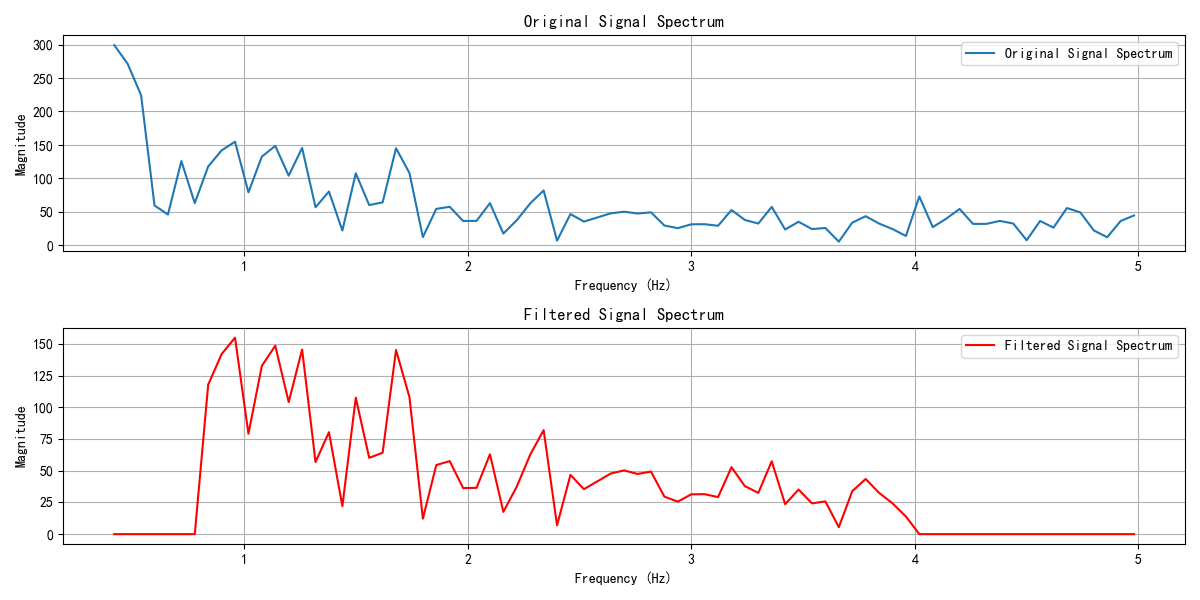 Original Signal Spectrum
300
250
200
150
100
50
0
Magnitude
Original Signal Spectrum
1 2 3 4 5
Frequency (Hz)
Filtered Signal Spectrum
150
125
100
75
50
25
0
Magnitude
Filtered Signal Spectrum
1 2 3 4 5
Frequency (Hz)